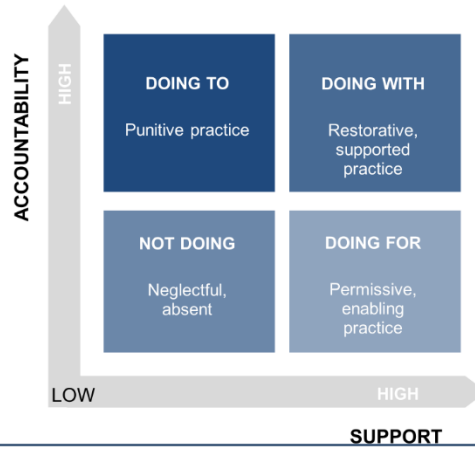 ACCOUNTABILITY
HIGH
DOING TO
Punitive practice
DOING WITH
Restorative,
supported
practice
NOT DOING
Neglectful,
absent
DOING FOR
Permissive,
enabling
practice
LOW
HIGH
SUPPORT